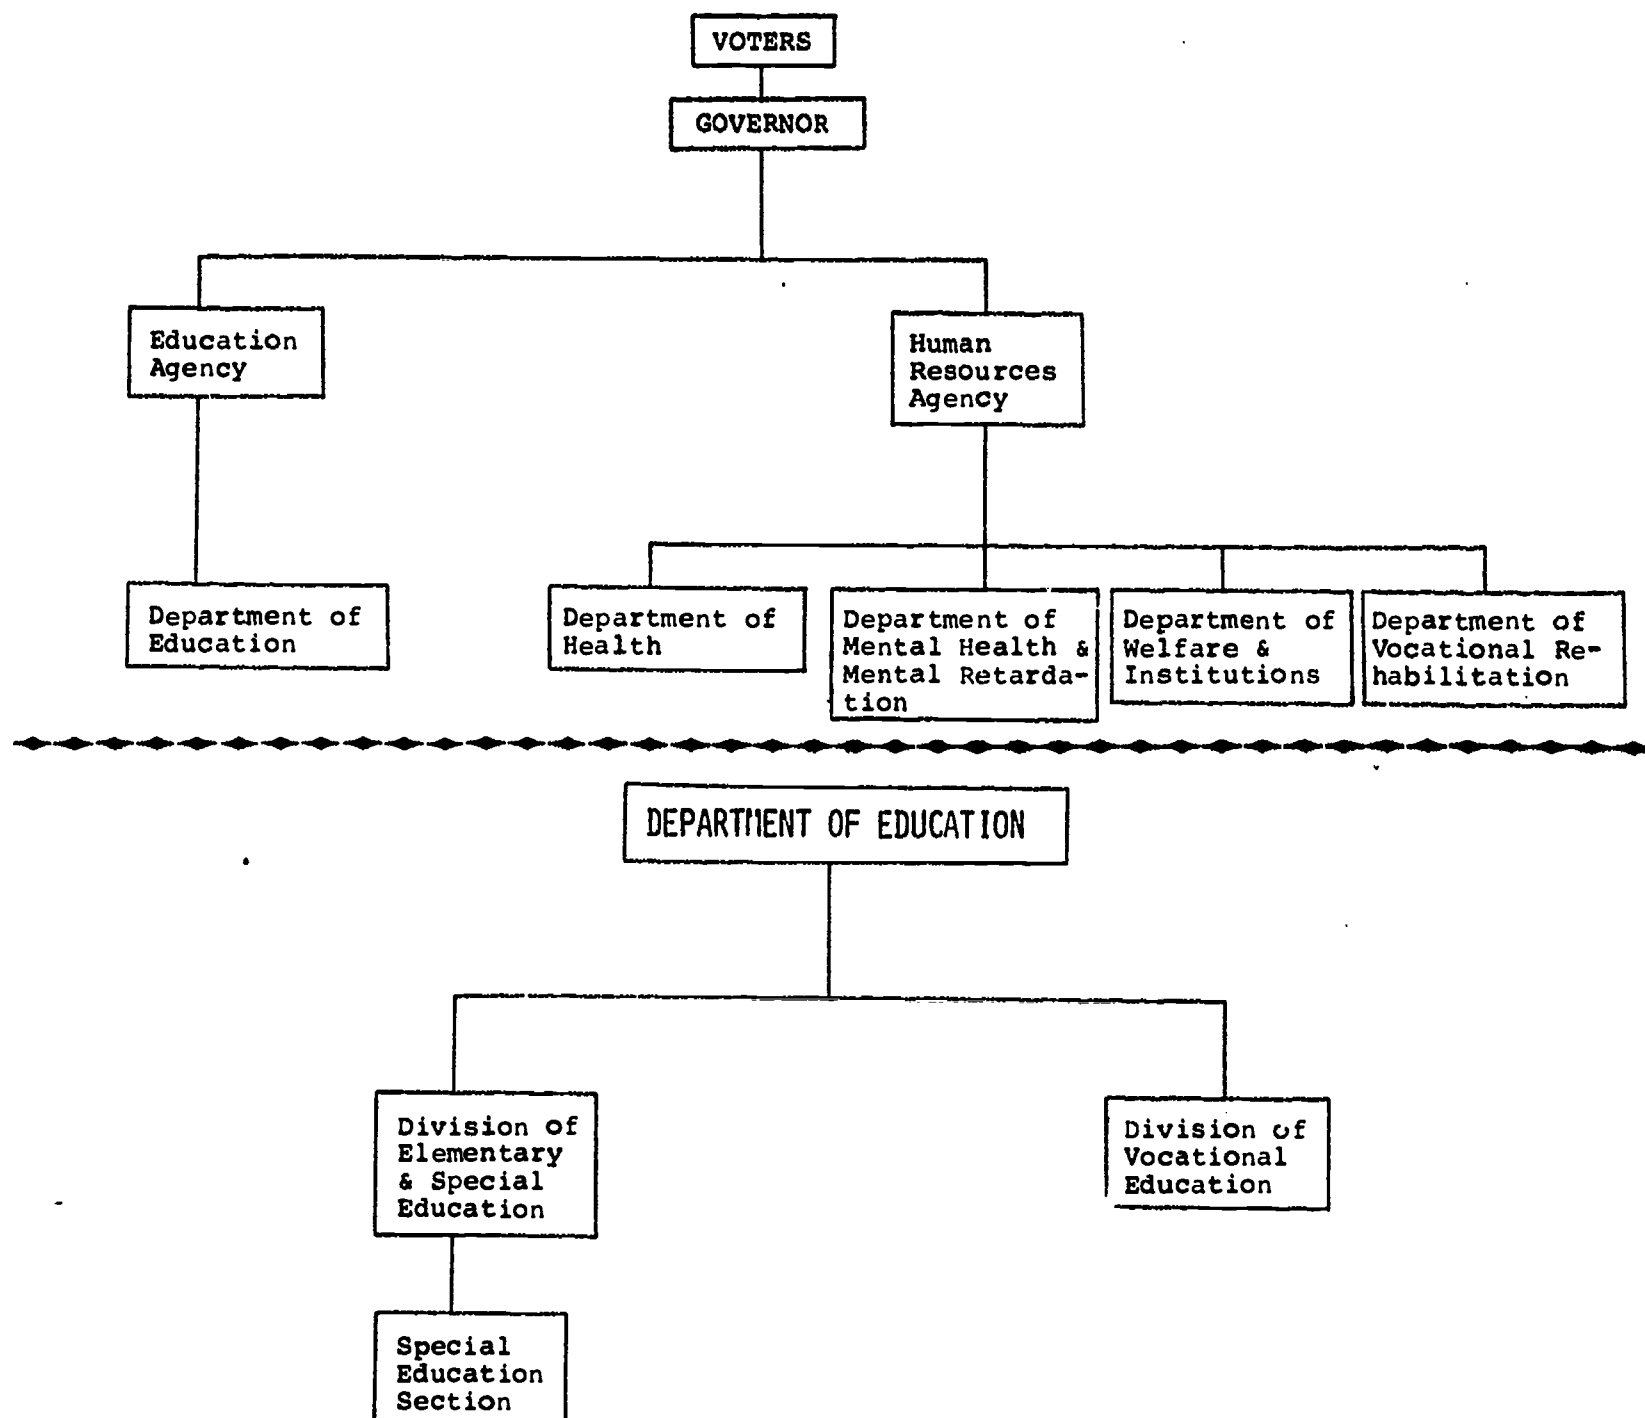 VOTERS
GOVERNOR
Education
Agency
Human
Resources
Agency
Department of
Education
Department of
Health
Department of
Mental Health &
Mental Retarda-
tion
Department of
Welfare &
Institutions
Department of
Vocational Re-
habilitation
DEPARTMENT OF EDUCATION
Division of
Elementary
& Special
Education
Division of
Vocational
Education
Special
Education
Section